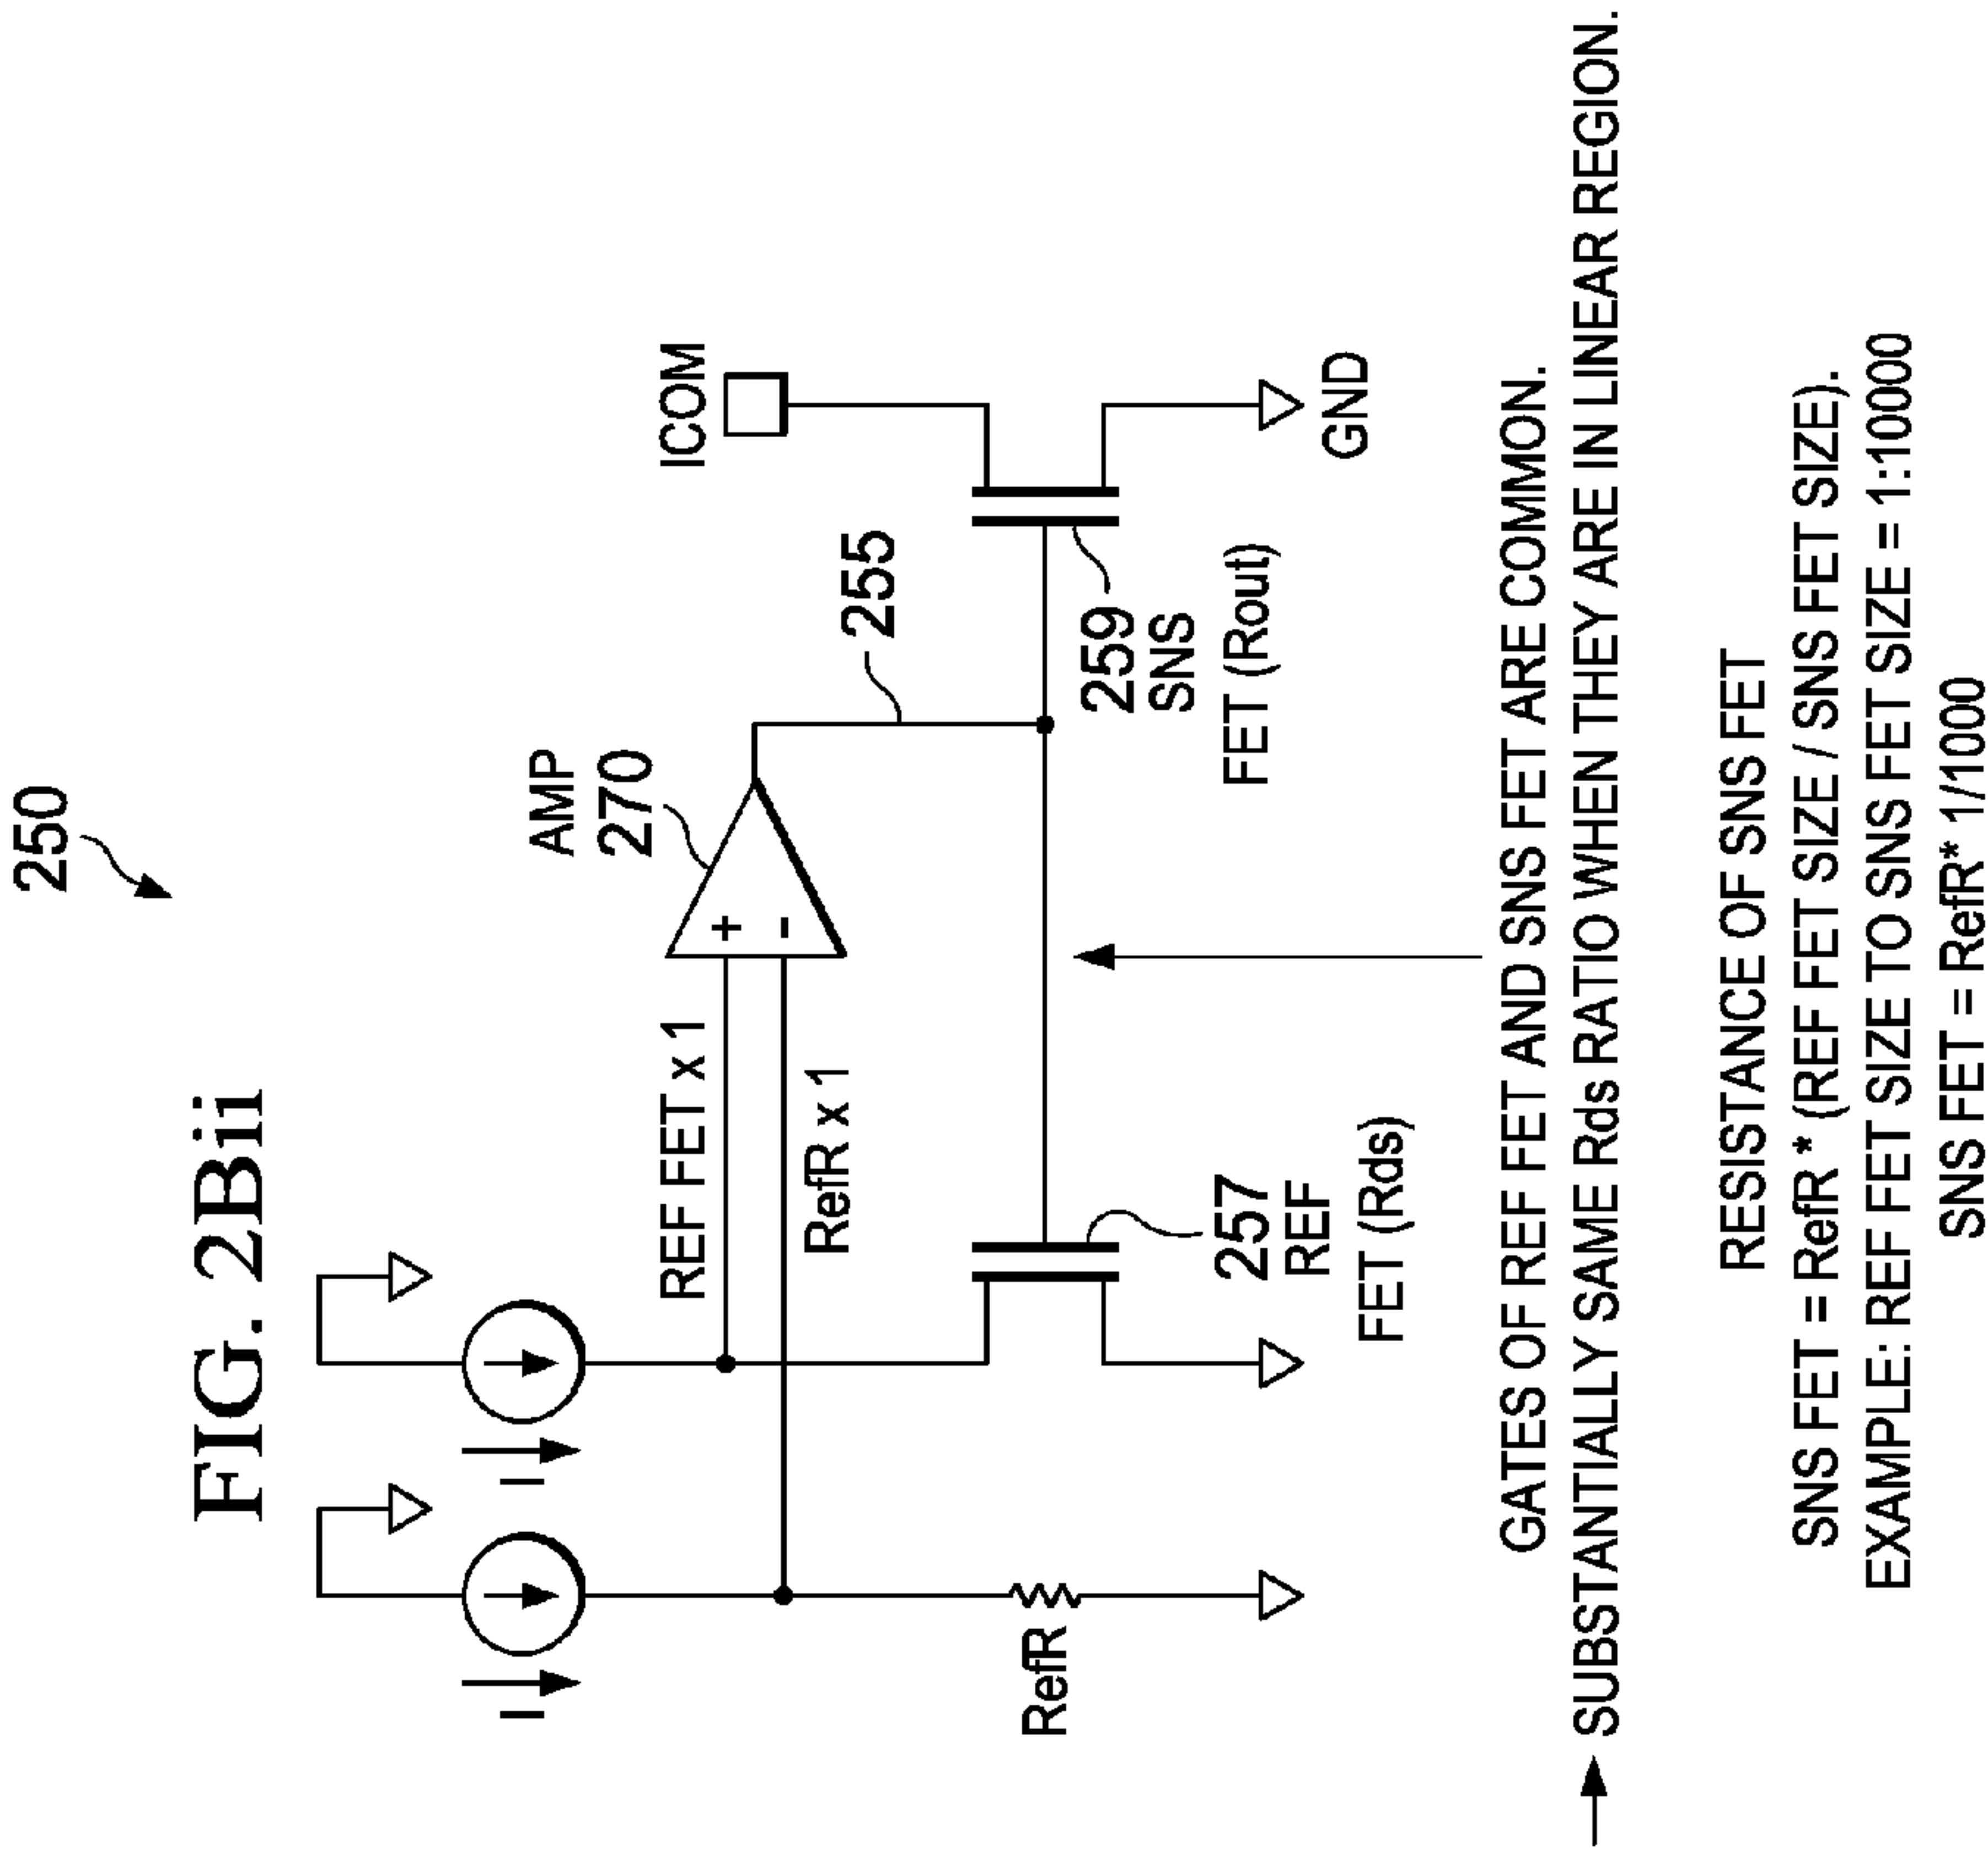 250
FIG. 2Bii
I
I
AMP
270
REF FET x 1
+
-
RefR x 1
ICOM
255
RefR
257
REF
FET (Rds)
259
SNS
FET (Rout)
GND
GATES OF REF FET AND SNS FET ARE COMMON.
SUBSTANTIALLY SAME Rds RATIO WHEN THEY ARE IN LINEAR REGION.
RESISTANCE OF SNS FET
SNS FET = RefR * (REF FET SIZE / SNS FET SIZE).
EXAMPLE: REF FET SIZE TO SNS FET SIZE = 1:10000
SNS FET = RefR* 1/1000